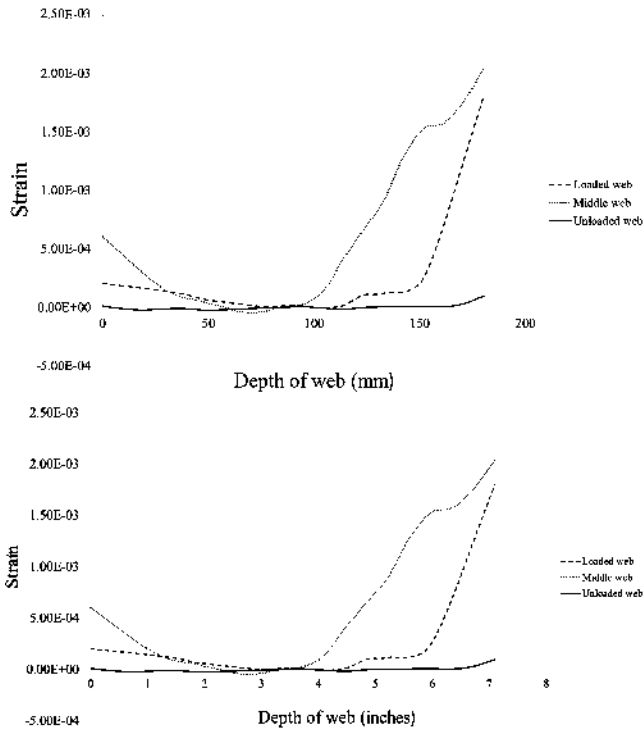 2.50E-03
2.00E-03
1.50E-03
1.00E-03
5.00E-04
0.00E+00
-5.00E-04
Strain
0 50 100 150 200
Depth of web (mm)
Loaded web
Middle web
Unloaded web
2.50E-03
2.00E-03
1.50E-03
1.00E-03
5.00E-04
0.00E+00
-5.00E-04
Strain
0 1 2 3 4 5 6 7 8
Depth of web (inches)
Loaded web
Middle web
Unloaded web